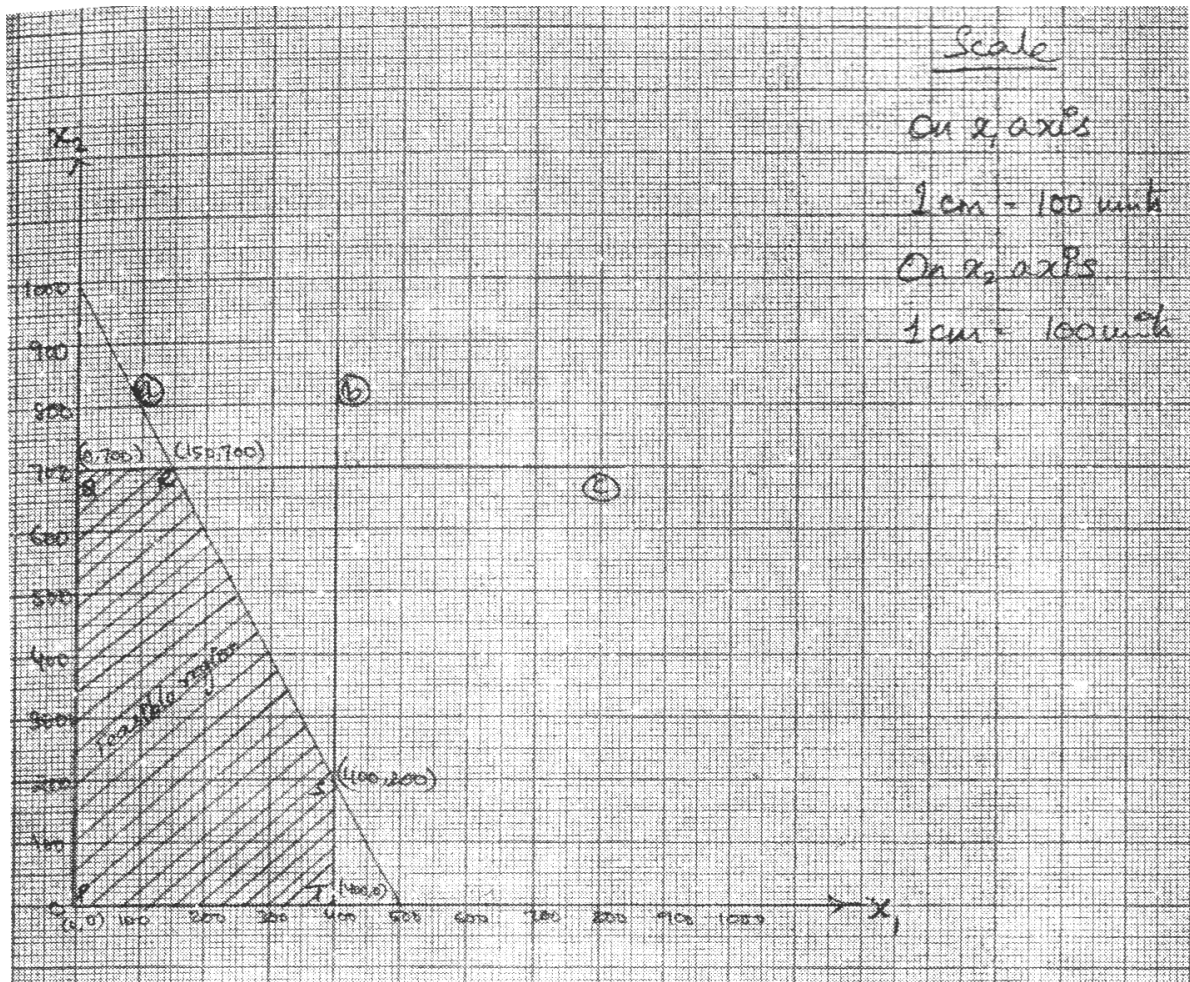 Scale
On x₁ axis
1 cm = 100 units
On x₂ axis
1 cm = 100 units
x₂
1000
900
a
b
800
(0,700) (150,700)
700
Q R
c
600
500
400
Feasible region
300
200
S (400,200)
100
P
T (400,0)
0
(0,0) 100 200 300 400 500 600 700 800 900 1000 x₁